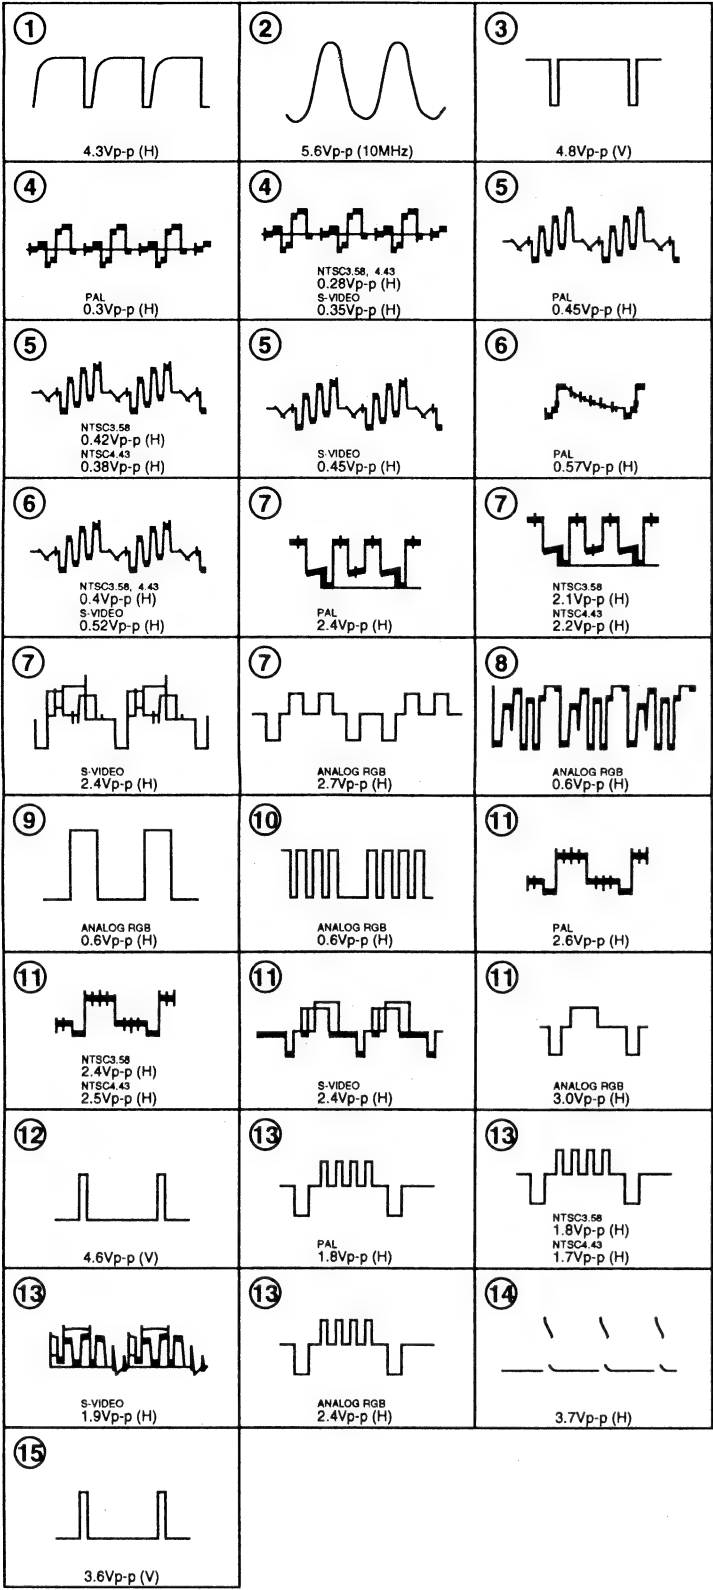 1
4.3Vp-p (H)
2
5.6Vp-p (10MHz)
3
4.8Vp-p (V)
4
PAL
0.3Vp-p (H)
4
NTSC3.58, 4.43
0.28Vp-p (H)
S-VIDEO
0.35Vp-p (H)
5
PAL
0.45Vp-p (H)
5
NTSC3.58
0.42Vp-p (H)
NTSC4.43
0.38Vp-p (H)
5
S-VIDEO
0.45Vp-p (H)
6
PAL
0.57Vp-p (H)
6
NTSC3.58, 4.43
0.4Vp-p (H)
S-VIDEO
0.52Vp-p (H)
7
PAL
2.4Vp-p (H)
7
NTSC3.58
2.1Vp-p (H)
NTSC4.43
2.2Vp-p (H)
7
S-VIDEO
2.4Vp-p (H)
7
ANALOG RGB
2.7Vp-p (H)
8
ANALOG RGB
0.6Vp-p (H)
9
ANALOG RGB
0.6Vp-p (H)
10
ANALOG RGB
0.6Vp-p (H)
11
PAL
2.6Vp-p (H)
11
NTSC3.58
2.4Vp-p (H)
NTSC4.43
2.5Vp-p (H)
11
S-VIDEO
2.4Vp-p (H)
11
ANALOG RGB
3.0Vp-p (H)
12
4.6Vp-p (V)
13
PAL
1.8Vp-p (H)
13
NTSC3.58
1.8Vp-p (H)
NTSC4.43
1.7Vp-p (H)
13
S-VIDEO
1.9Vp-p (H)
13
ANALOG RGB
2.4Vp-p (H)
14
3.7Vp-p (H)
15
3.6Vp-p (V)